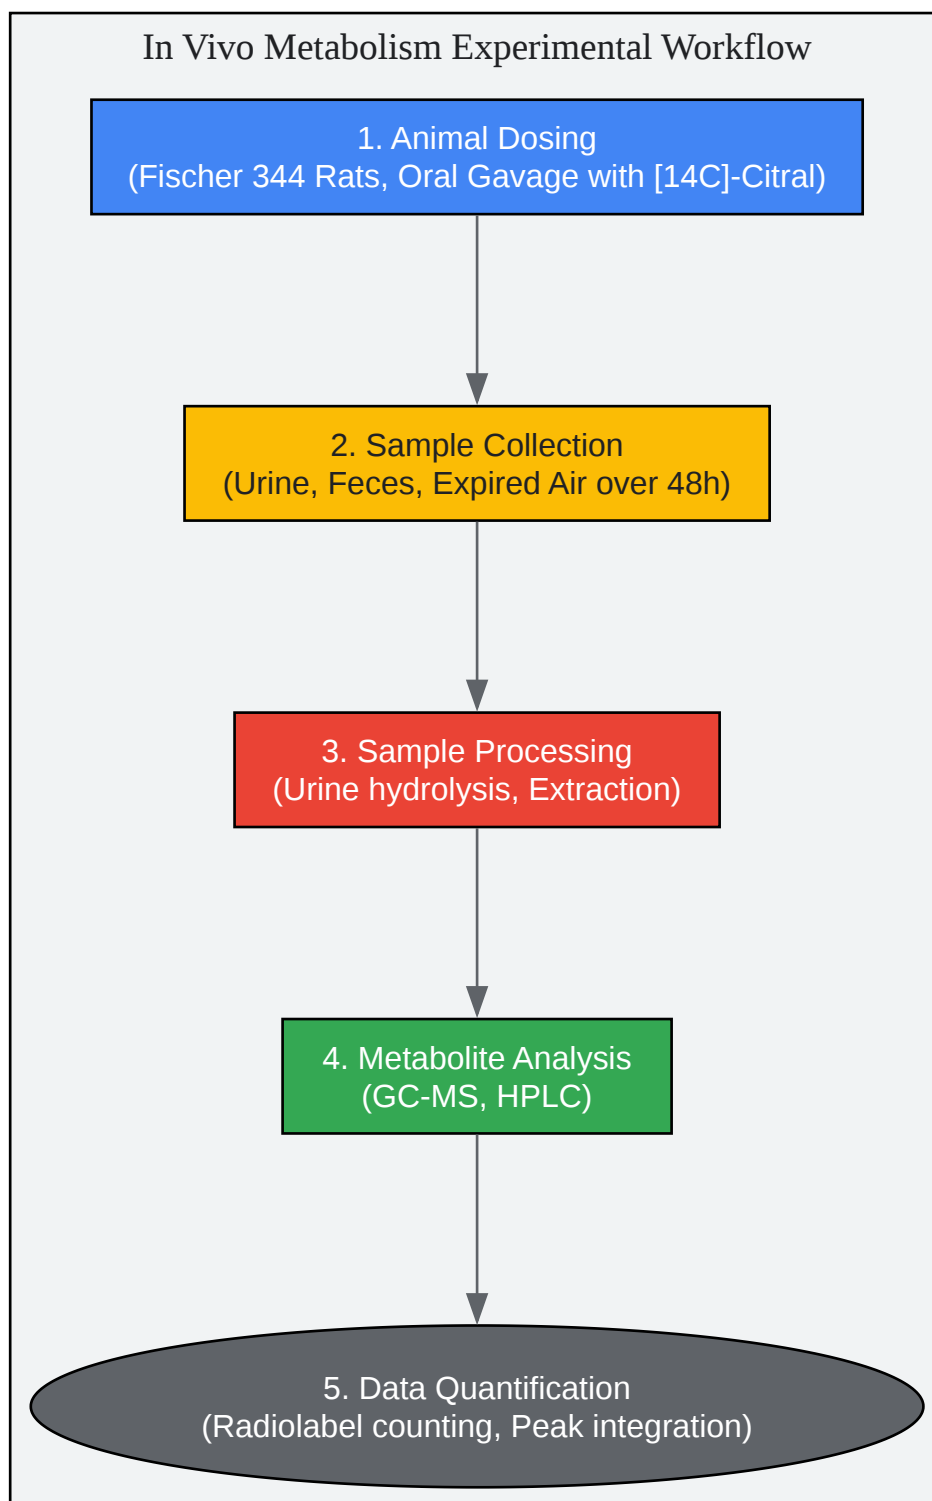 In Vivo Metabolism Experimental Workflow
1. Animal Dosing
(Fischer 344 Rats, Oral Gavage with [14C]-Citral)
2. Sample Collection
(Urine, Feces, Expired Air over 48h)
3. Sample Processing
(Urine hydrolysis, Extraction)
4. Metabolite Analysis
(GC-MS, HPLC)
5. Data Quantification
(Radiolabel counting, Peak integration)